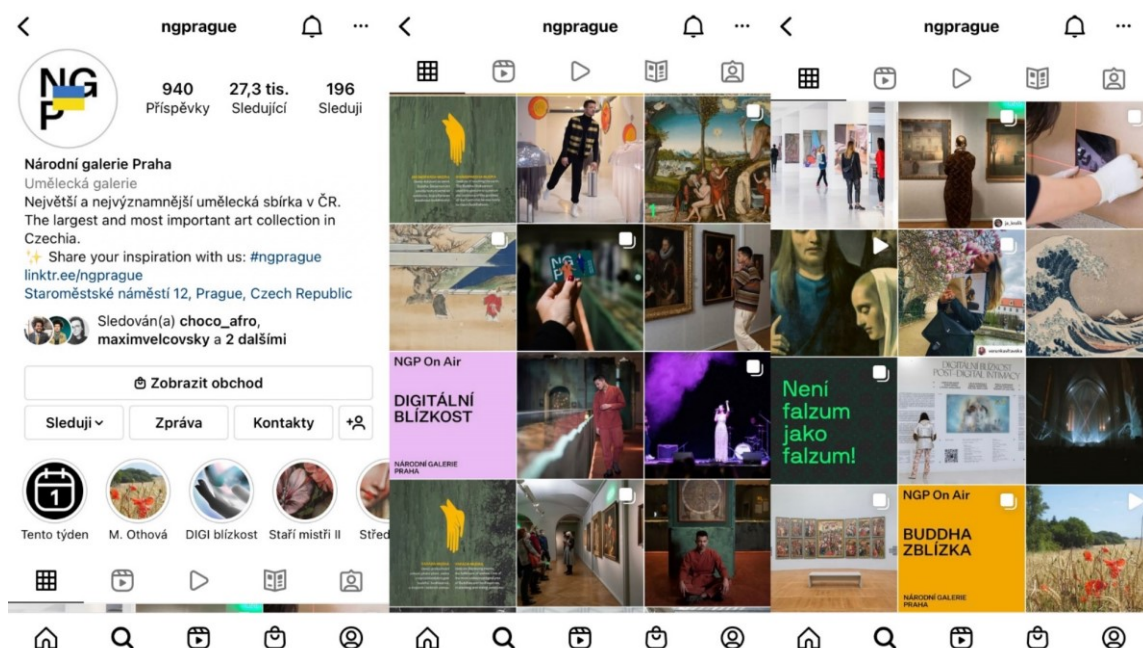 ngprague
NG
P
940
27,3 tis.
196
Příspěvky
Sledující
Sleduji
Národní galerie Praha
Umělecká galerie
Největší a nejvýznamnější umělecká sbírka v ČR.
The largest and most important art collection in
Czechia.
✨ Share your inspiration with us: #ngprague
linktr.ee/ngprague
Staroměstské náměstí 12, Prague, Czech Republic
Sledován(a) choco_afro,
maximvelcovsky a 2 dalšími
Zobrazit obchod
Sleduji
Zpráva
Kontakty
1
Tento týden
M. Othová
DIGI blízkost
Staří mistři II
Střed
ngprague
NG
NGP On Air
DIGITÁLNÍ
BLÍZKOST
NÁRODNÍ GALERIE
PRAHA
ngprague
Není
falzum
jako
falzum!
DIGITÁLNÍ BLÍZKOST
POST-DIGITAL INTIMACY
NGP On Air
BUDDHA
ZBLÍZKA
NÁRODNÍ GALERIE
PRAHA